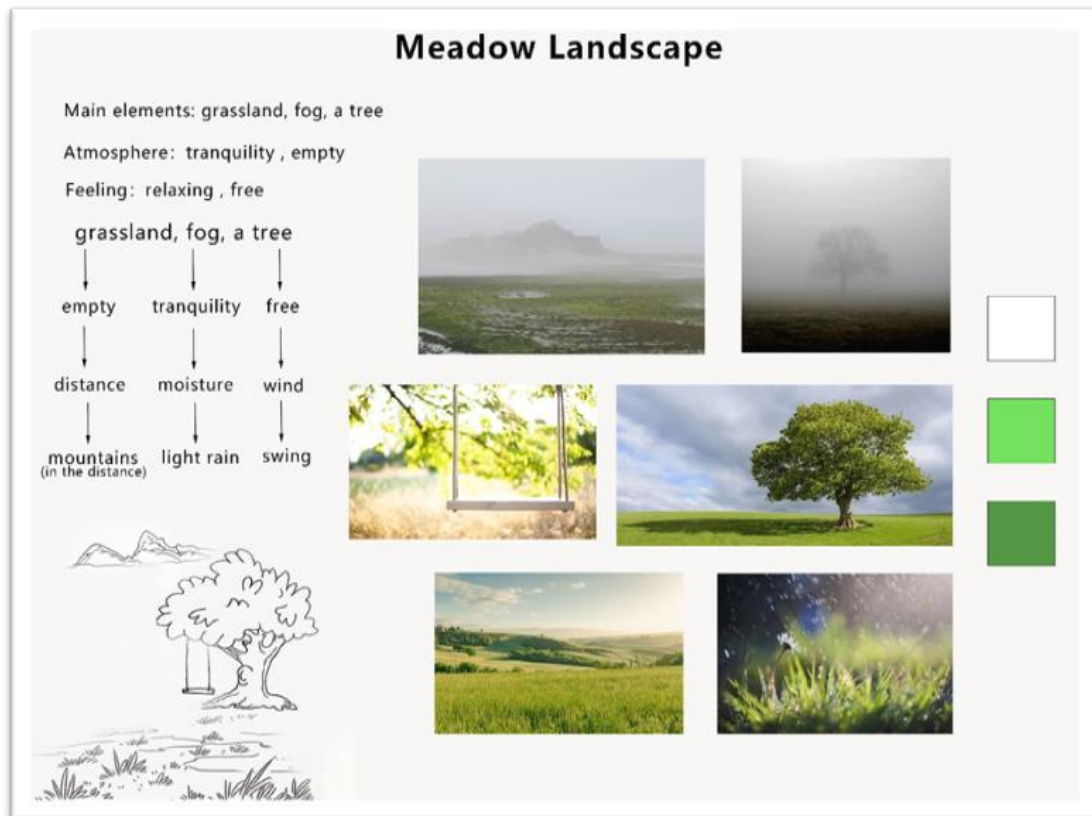 Meadow Landscape
Main elements: grassland, fog, a tree
Atmosphere: tranquility , empty
Feeling: relaxing , free
grassland, fog, a tree
empty tranquility free
distance moisture wind
mountains light rain swing
(in the distance)